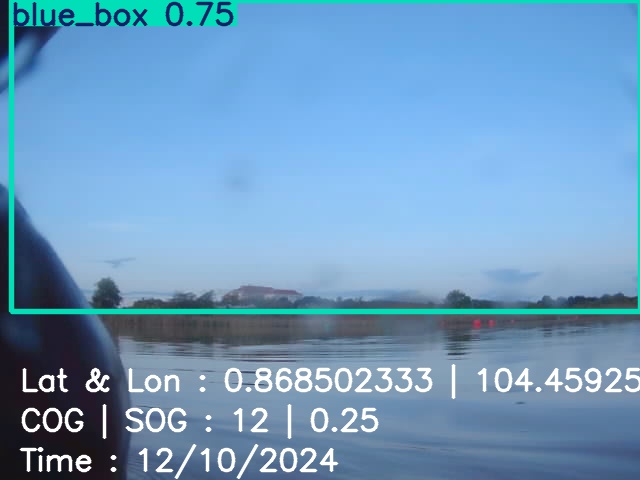 blue_box 0.75
Lat & Lon : 0.868502333 | 104.45925
COG | SOG : 12 | 0.25
Time : 12/10/2024